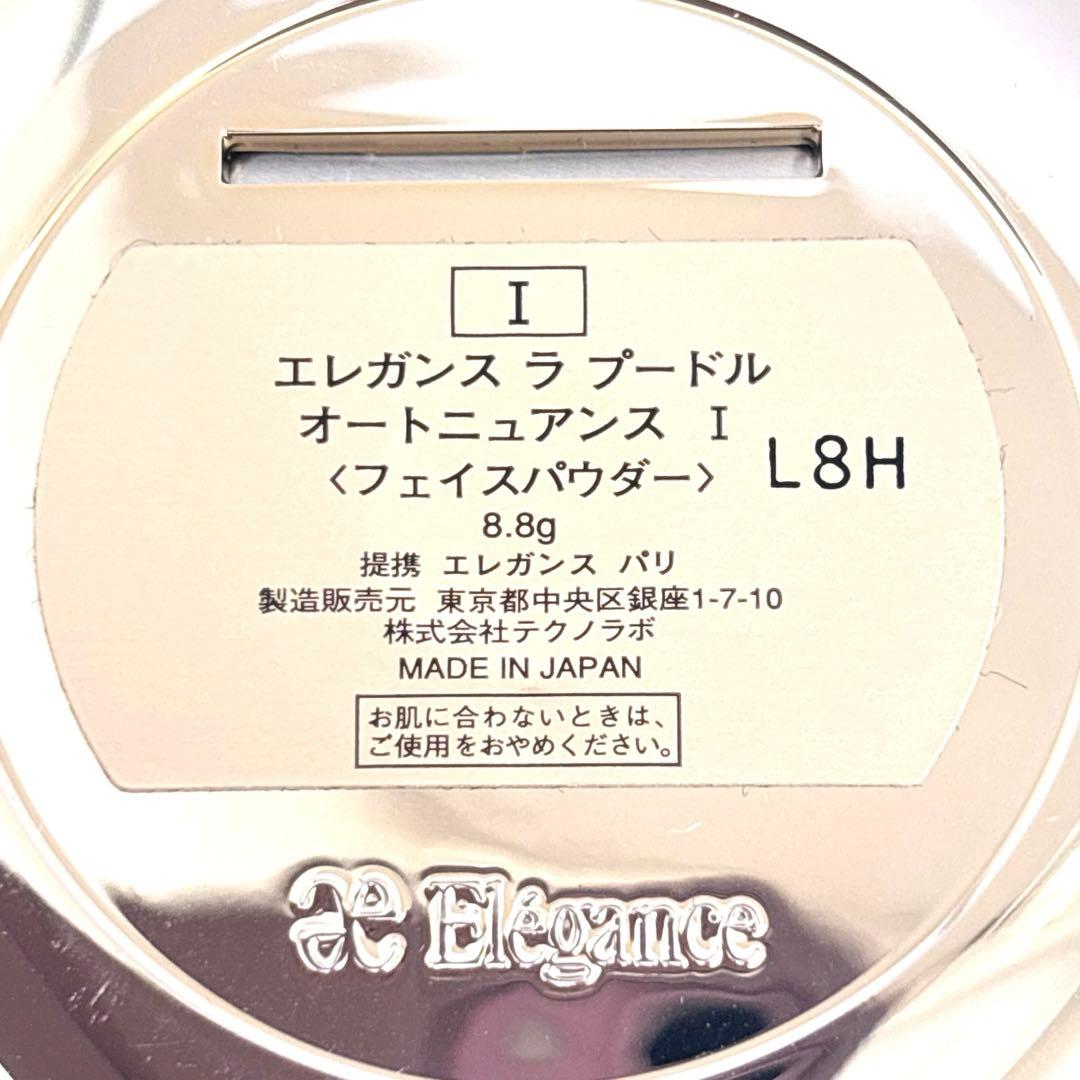 I
エレガンス ラ プードル
オートニュアンス I
〈フェイスパウダー〉
L8H
8.8g
提携 エレガンス パリ
製造販売元 東京都中央区銀座1-7-10
株式会社テクノラボ
MADE IN JAPAN
お肌に合わないときは、
ご使用をおやめください。
æ Elégance